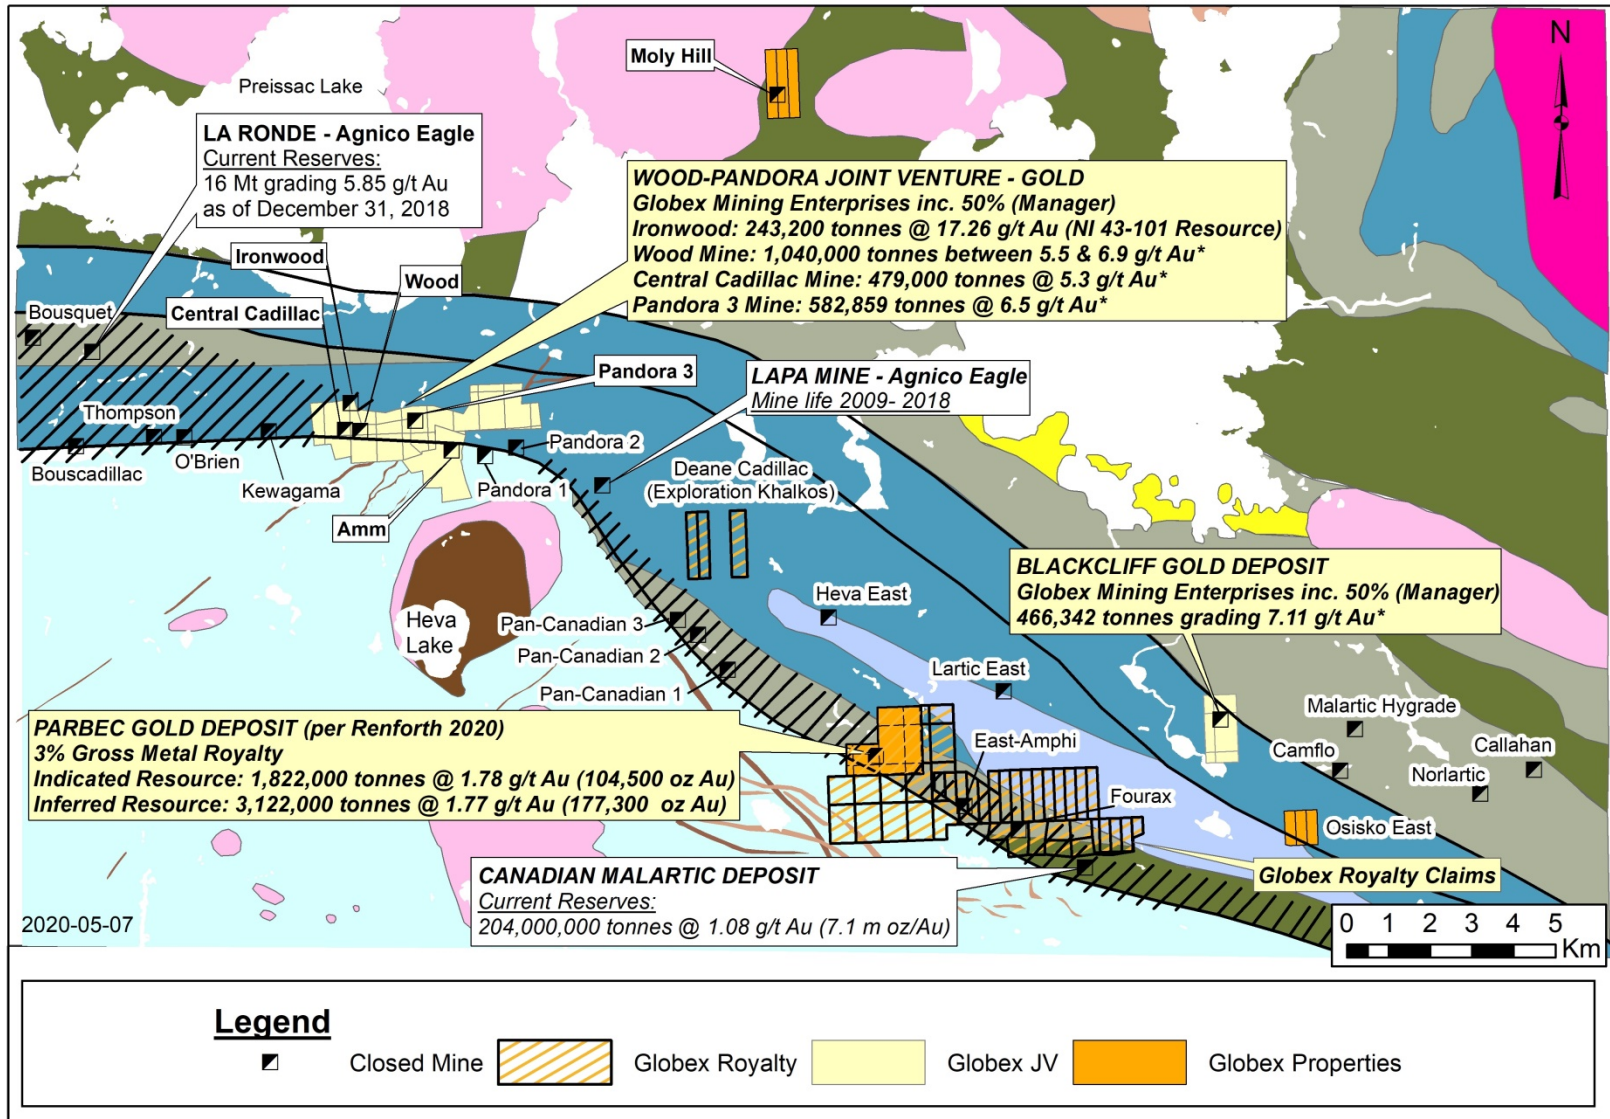 Moly Hill
N
Preissac Lake
LA RONDE - Agnico Eagle
Current Reserves:
16 Mt grading 5.85 g/t Au
as of December 31, 2018
WOOD-PANDORA JOINT VENTURE - GOLD
Globex Mining Enterprises inc. 50% (Manager)
Ironwood: 243,200 tonnes @ 17.26 g/t Au (NI 43-101 Resource)
Wood Mine: 1,040,000 tonnes between 5.5 & 6.9 g/t Au*
Central Cadillac Mine: 479,000 tonnes @ 5.3 g/t Au*
Pandora 3 Mine: 582,859 tonnes @ 6.5 g/t Au*
Ironwood
Wood
Bousquet
Central Cadillac
Pandora 3
LAPA MINE - Agnico Eagle
Mine life 2009- 2018
Thompson
O'Brien
Bouscadillac
Kewagama
Pandora 2
Pandora 1
Amm
Deane Cadillac
(Exploration Khalkos)
BLACKCLIFF GOLD DEPOSIT
Globex Mining Enterprises inc. 50% (Manager)
466,342 tonnes grading 7.11 g/t Au*
Heva East
Heva
Lake
Pan-Canadian 3
Pan-Canadian 2
Pan-Canadian 1
Lartic East
Malartic Hygrade
Camflo
Callahan
Norlartic
PARBEC GOLD DEPOSIT (per Renforth 2020)
3% Gross Metal Royalty
Indicated Resource: 1,822,000 tonnes @ 1.78 g/t Au (104,500 oz Au)
Inferred Resource: 3,122,000 tonnes @ 1.77 g/t Au (177,300 oz Au)
East-Amphi
Fourax
Osisko East
Globex Royalty Claims
CANADIAN MALARTIC DEPOSIT
Current Reserves:
204,000,000 tonnes @ 1.08 g/t Au (7.1 m oz/Au)
2020-05-07
0 1 2 3 4 5
Km
Legend
Closed Mine
Globex Royalty
Globex JV
Globex Properties